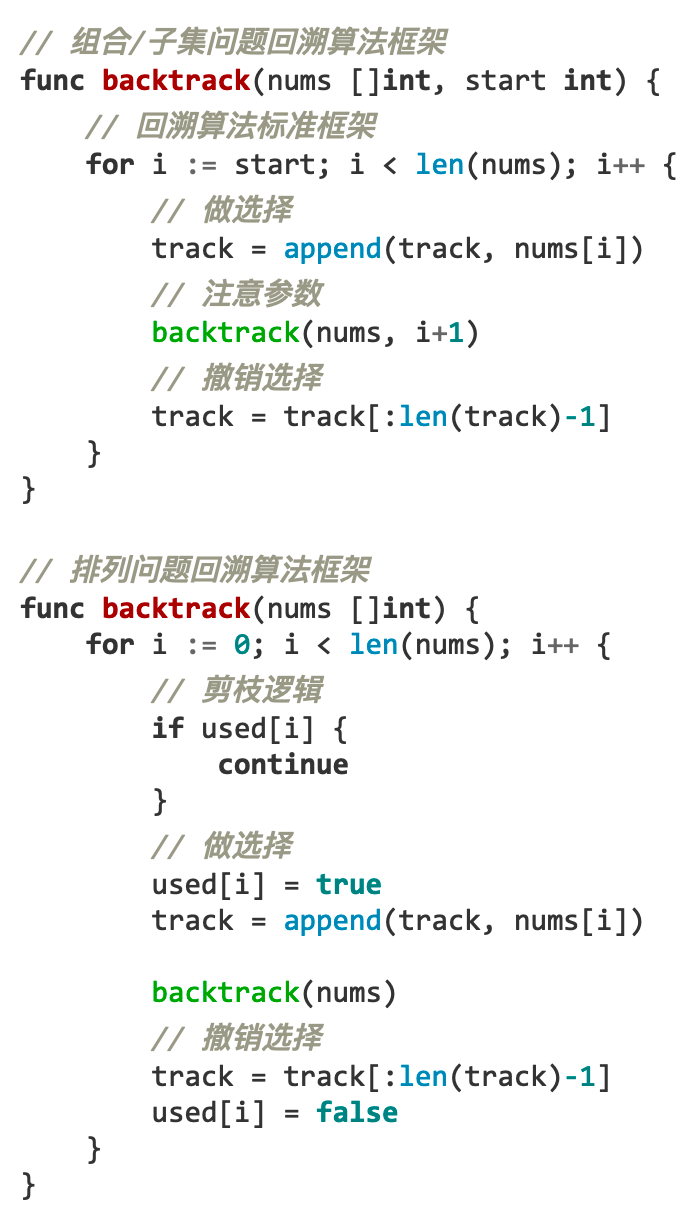 // 组合/子集问题回溯算法框架
func backtrack(nums []int, start int) {
    // 回溯算法标准框架
    for i := start; i < len(nums); i++ {
        // 做选择
        track = append(track, nums[i])
        // 注意参数
        backtrack(nums, i+1)
        // 撤销选择
        track = track[:len(track)-1]
    }
}

// 排列问题回溯算法框架
func backtrack(nums []int) {
    for i := 0; i < len(nums); i++ {
        // 剪枝逻辑
        if used[i] {
            continue
        }
        // 做选择
        used[i] = true
        track = append(track, nums[i])

        backtrack(nums)
        // 撤销选择
        track = track[:len(track)-1]
        used[i] = false
    }
}